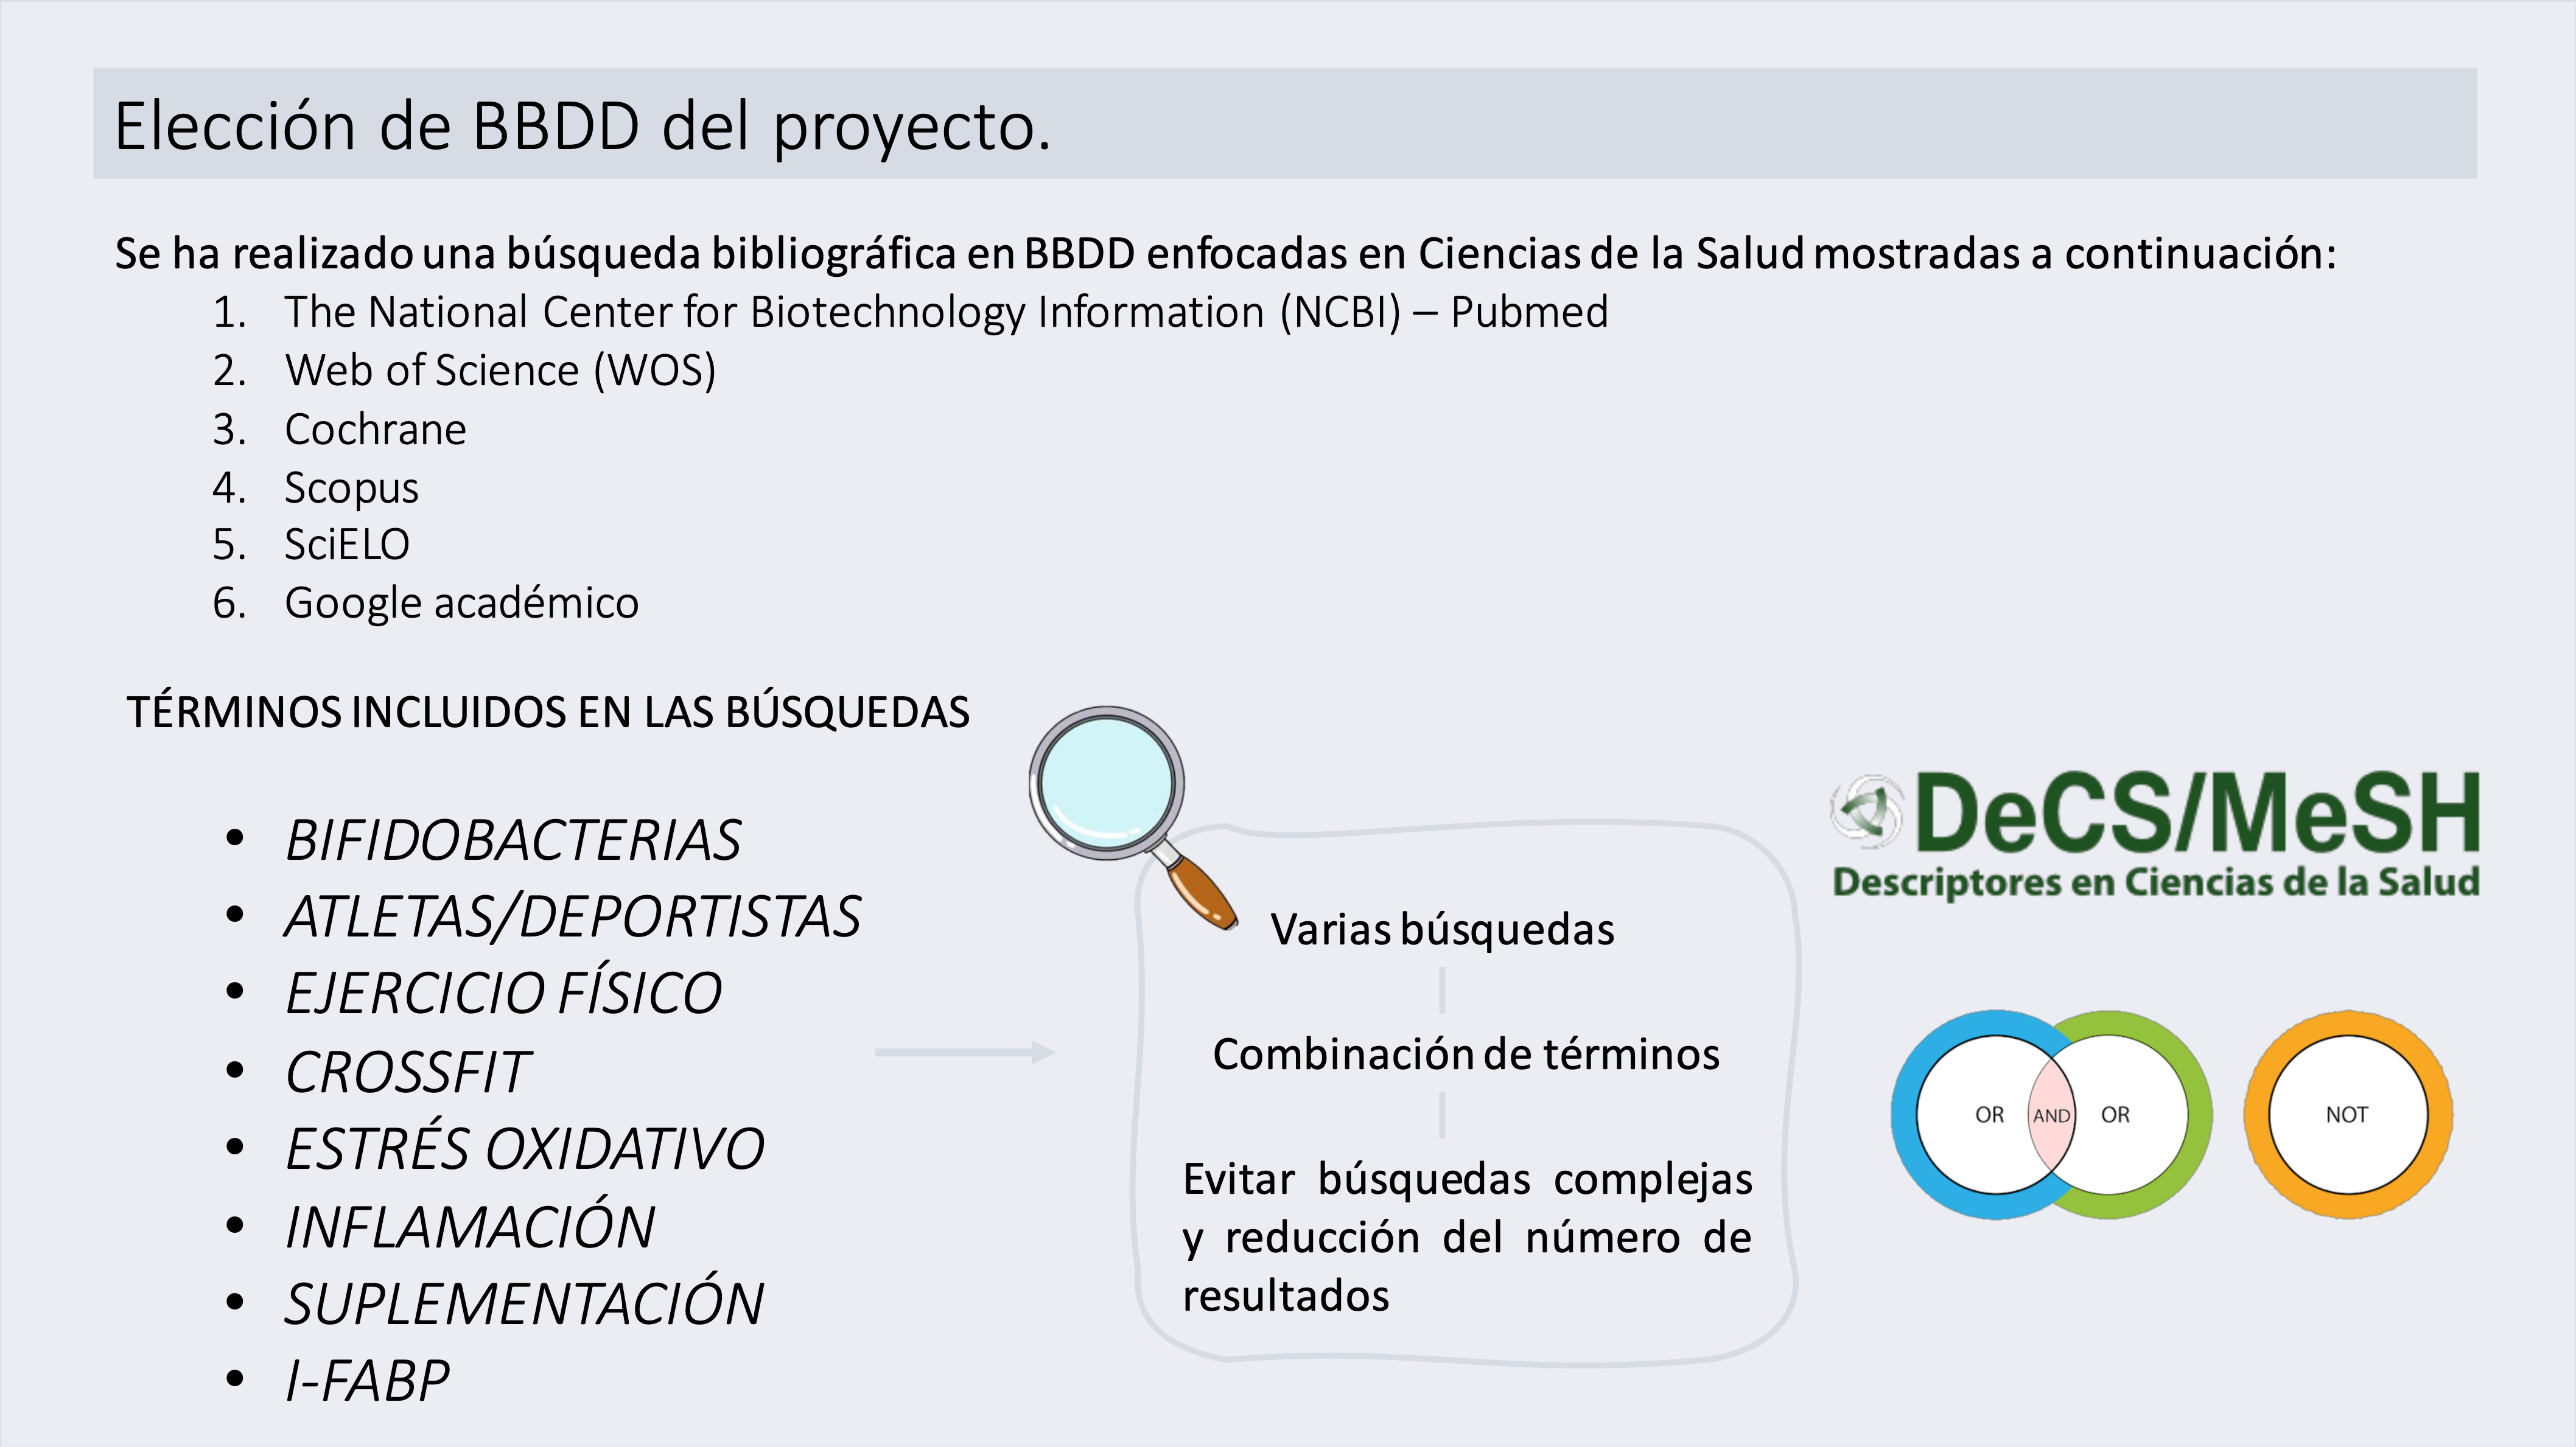 Elección de BBDD del proyecto.
Se ha realizado una búsqueda bibliográfica en BBDD enfocadas en Ciencias de la Salud mostradas a continuación:
1. The National Center for Biotechnology Information (NCBI) – Pubmed
2. Web of Science (WOS)
3. Cochrane
4. Scopus
5. SciELO
6. Google académico
TÉRMINOS INCLUIDOS EN LAS BÚSQUEDAS
• BIFIDOBACTERIAS
• ATLETAS/DEPORTISTAS
• EJERCICIO FÍSICO
• CROSSFIT
• ESTRÉS OXIDATIVO
• INFLAMACIÓN
• SUPLEMENTACIÓN
• I-FABP
Varias búsquedas
Combinación de términos
Evitar búsquedas complejas
y reducción del número de
resultados
DeCS/MeSH
Descriptores en Ciencias de la Salud
OR AND OR NOT